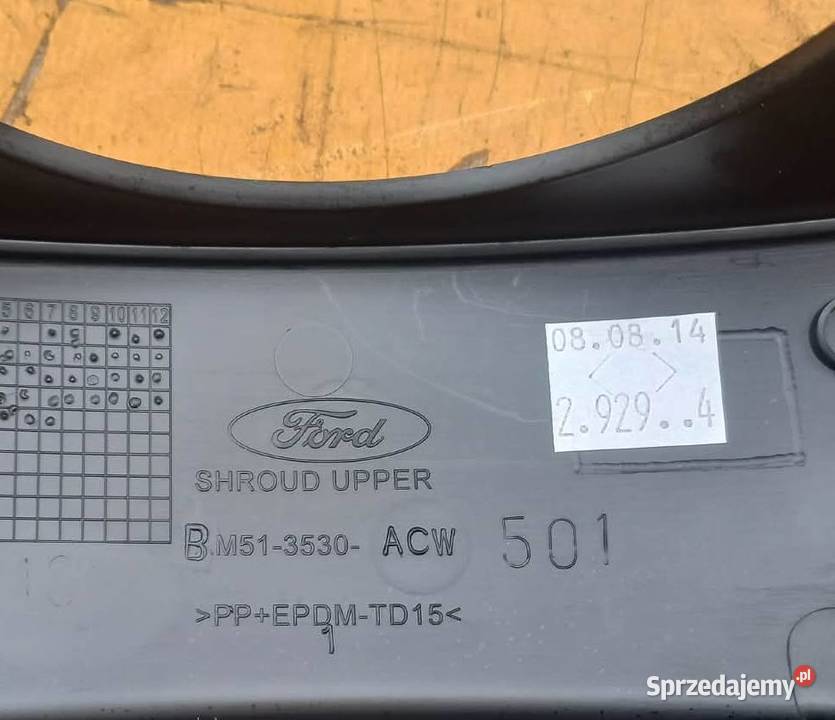 5 6 7 8 9 10 11 12
08.08.14
2.929..4
Ford
SHROUD UPPER
BM51-3530- ACW 501
>PP+EPDM-TD15<
1
Sprzedajemy.pl